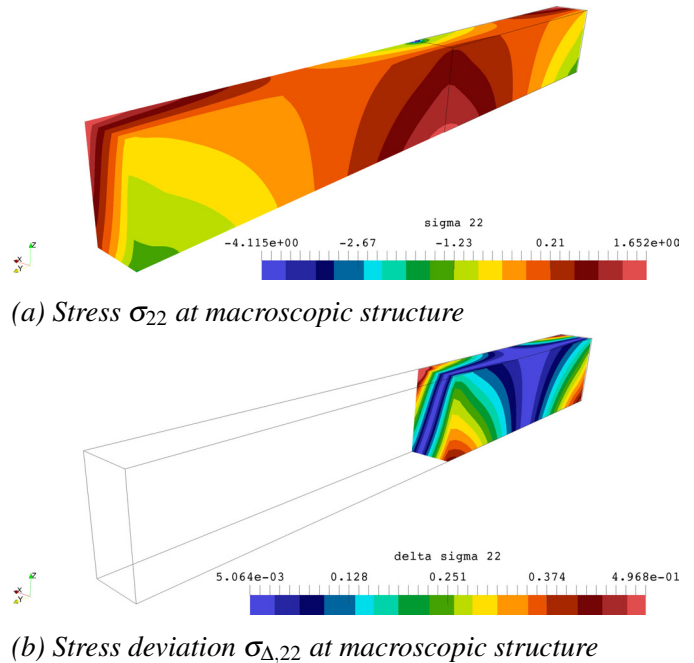 Z
X
Y
sigma 22
-4.115e+00 -2.67 -1.23 0.21 1.652e+00
(a) Stress σ22 at macroscopic structure
Z
X
Y
delta sigma 22
5.064e-03 0.128 0.251 0.374 4.968e-01
(b) Stress deviation σΔ,22 at macroscopic structure